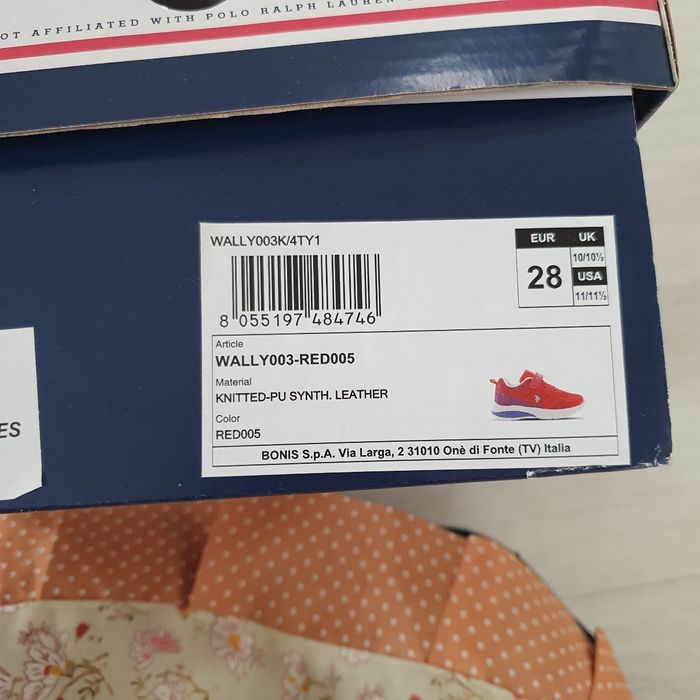 OT AFFILIATED WITH POLO RALPH LAUREN
WALLY003K/4TY1
8 055197 484746
EUR
28
UK
10/10½
USA
11/11½
Article
WALLY003-RED005
Material
KNITTED-PU SYNTH. LEATHER
Color
RED005
BONIS S.p.A. Via Larga, 2 31010 Onè di Fonte (TV) Italia
ES